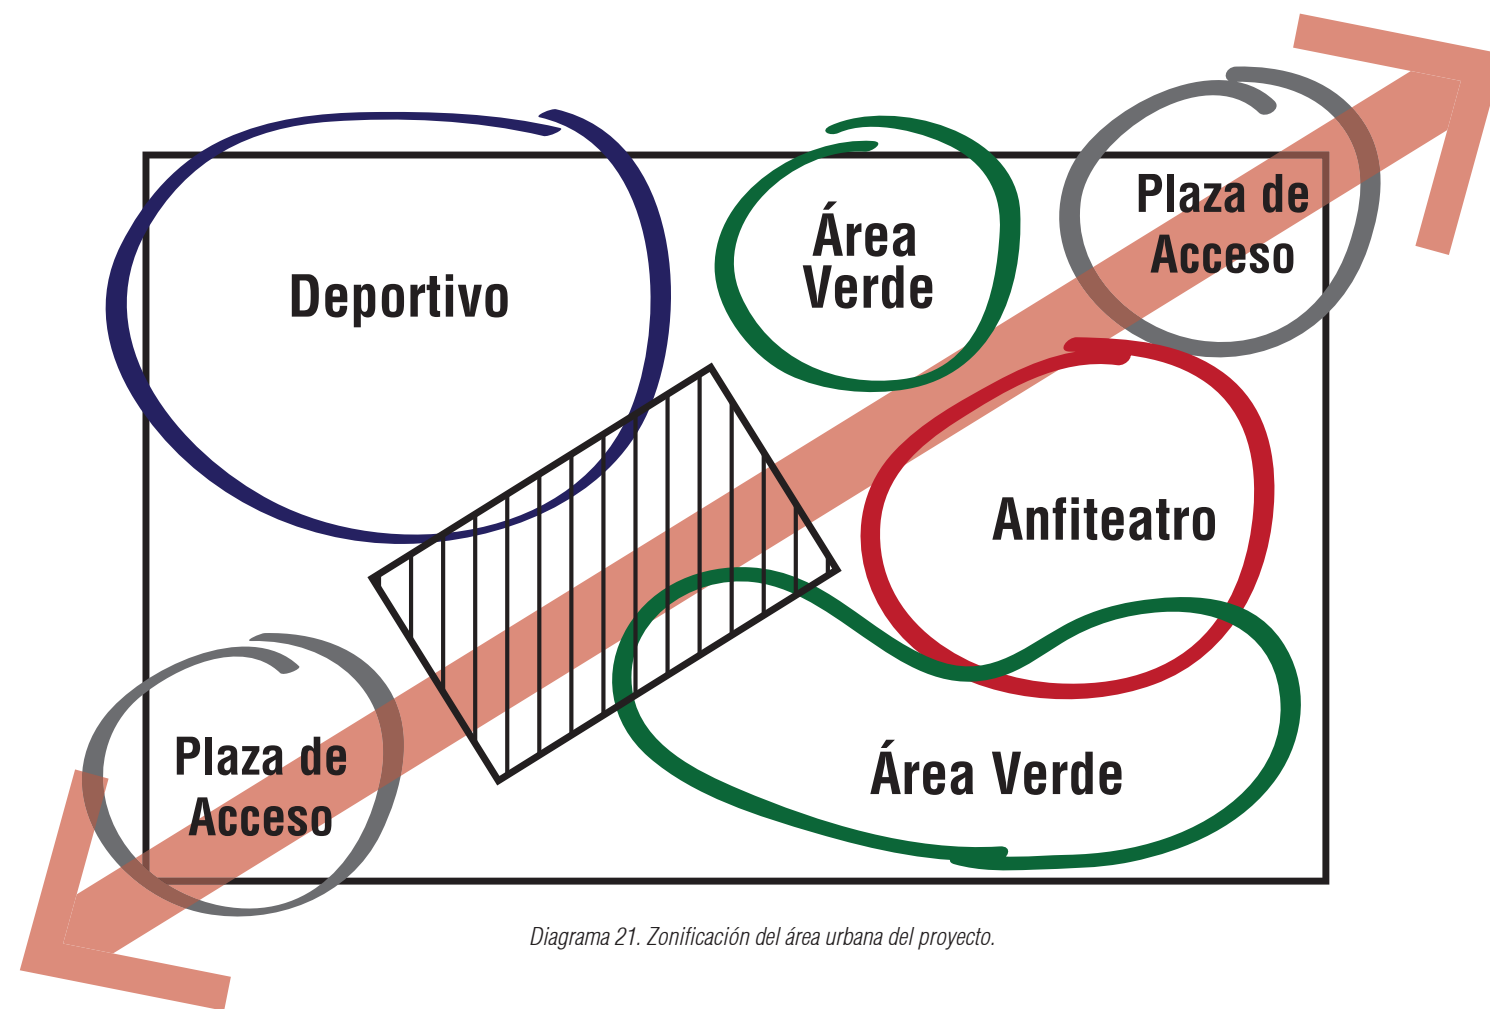 Plaza de
Acceso
Área
Verde
Deportivo
Anfiteatro
Plaza de
Acceso
Área Verde
Diagrama 21. Zonificación del área urbana del proyecto.